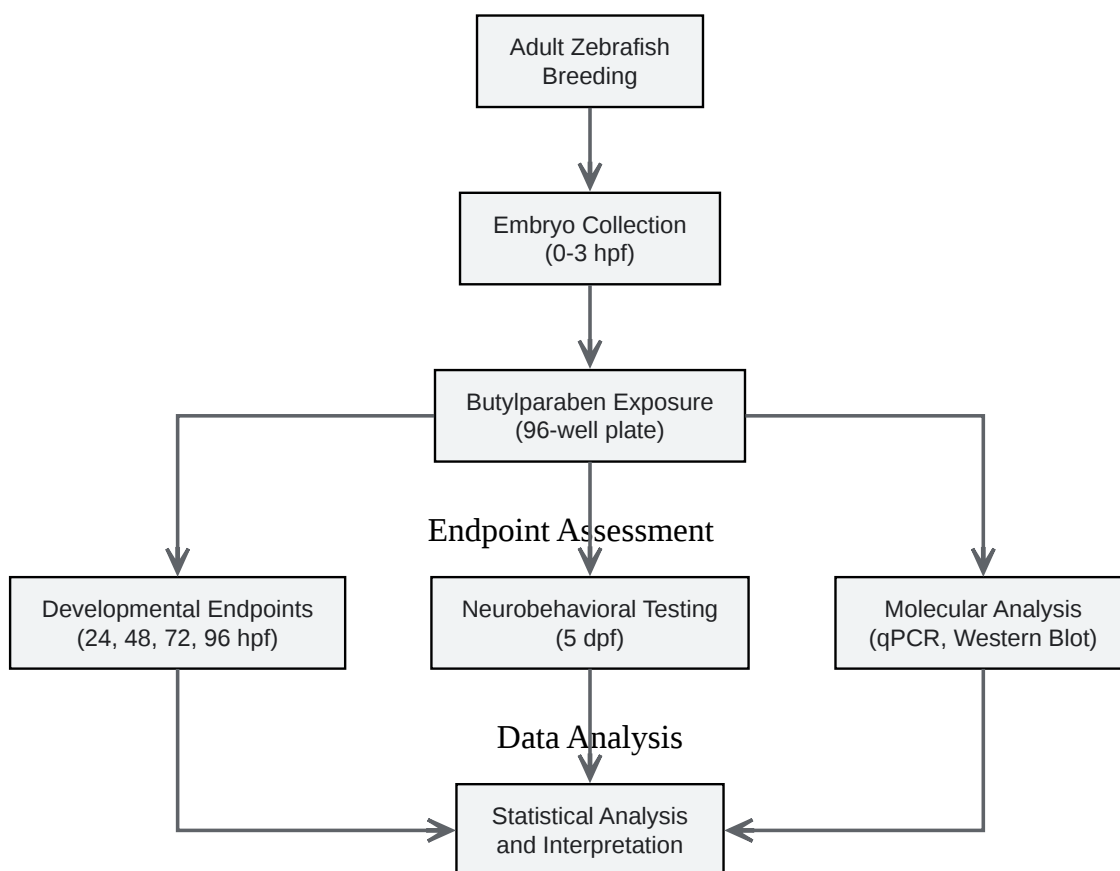 Adult Zebrafish
Breeding
Embryo Collection
(0-3 hpf)
Butylparaben Exposure
(96-well plate)
Endpoint Assessment
Developmental Endpoints
(24, 48, 72, 96 hpf)
Neurobehavioral Testing
(5 dpf)
Molecular Analysis
(qPCR, Western Blot)
Data Analysis
Statistical Analysis
and Interpretation